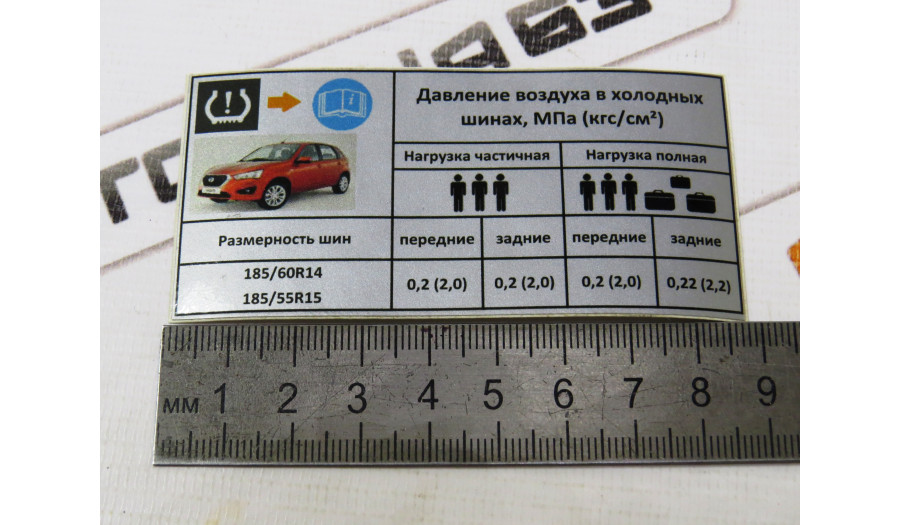 Давление воздуха в холодных
шинах, МПа (кгс/см²)
Нагрузка частичная
Нагрузка полная
Размерность шин
передние
задние
передние
задние
185/60R14
185/55R15
0,2 (2,0)
0,2 (2,0)
0,2 (2,0)
0,22 (2,2)
мм 1 2 3 4 5 6 7 8 9